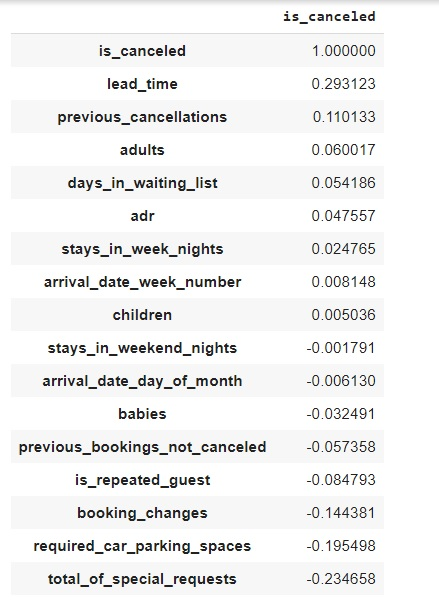 is_canceled
is_canceled 1.000000
lead_time 0.293123
previous_cancellations 0.110133
adults 0.060017
days_in_waiting_list 0.054186
adr 0.047557
stays_in_week_nights 0.024765
arrival_date_week_number 0.008148
children 0.005036
stays_in_weekend_nights -0.001791
arrival_date_day_of_month -0.006130
babies -0.032491
previous_bookings_not_canceled -0.057358
is_repeated_guest -0.084793
booking_changes -0.144381
required_car_parking_spaces -0.195498
total_of_special_requests -0.234658